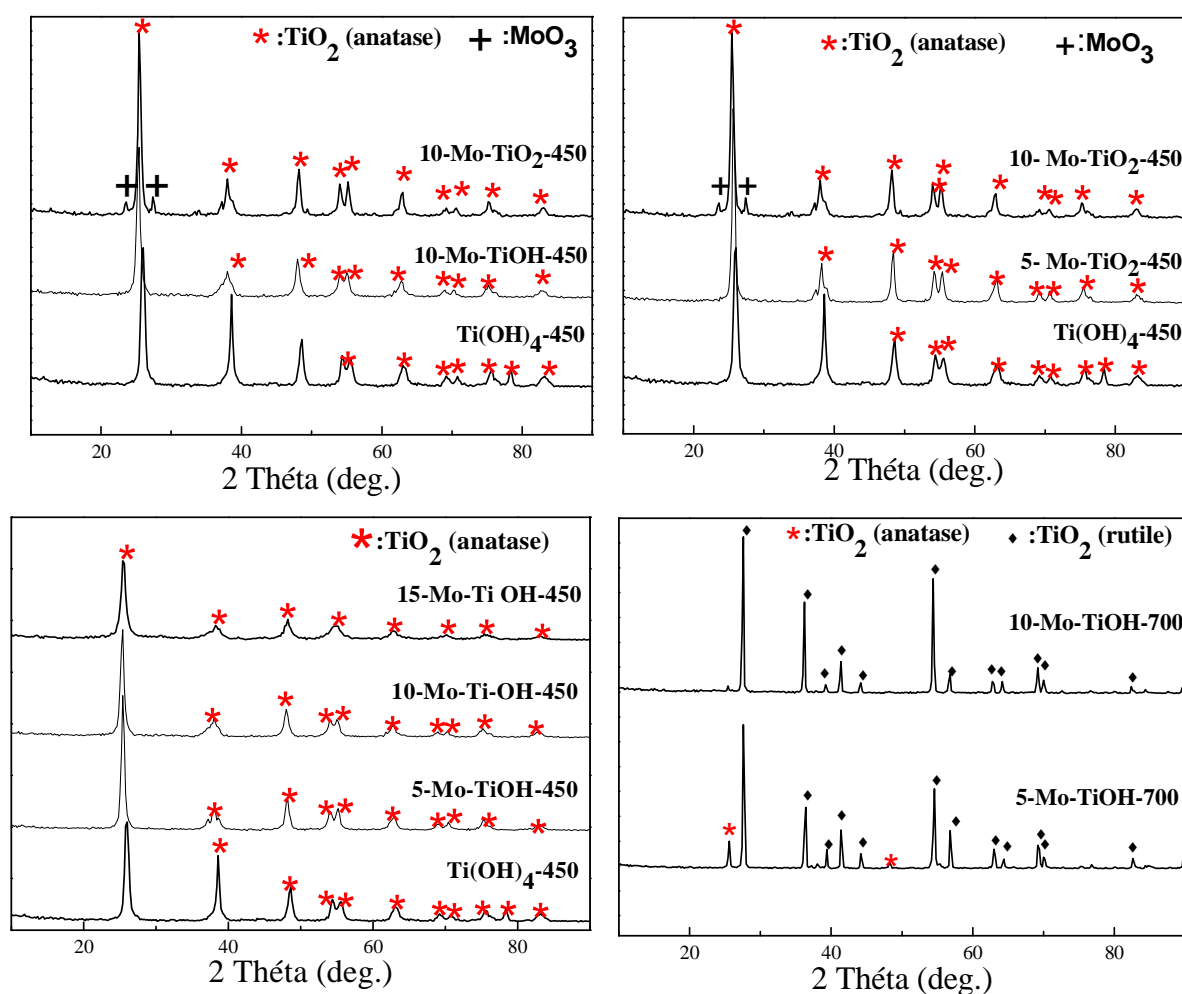 * :TiO2 (anatase) + :MoO3
10-Mo-TiO2-450
10-Mo-TiOH-450
Ti(OH)4-450
20 40 60 80
2 Théta (deg.)
* :TiO2 (anatase) +:MoO3
10- Mo-TiO2-450
5- Mo-TiO2-450
Ti(OH)4-450
20 40 60 80
2 Théta (deg.)
* :TiO2 (anatase)
15-Mo-Ti OH-450
10-Mo-Ti-OH-450
5-Mo-TiOH-450
Ti(OH)4-450
20 40 60 80
2 Théta (deg.)
* :TiO2 (anatase) ♦ :TiO2 (rutile)
10-Mo-TiOH-700
5-Mo-TiOH-700
20 40 60 80
2 Théta (deg.)